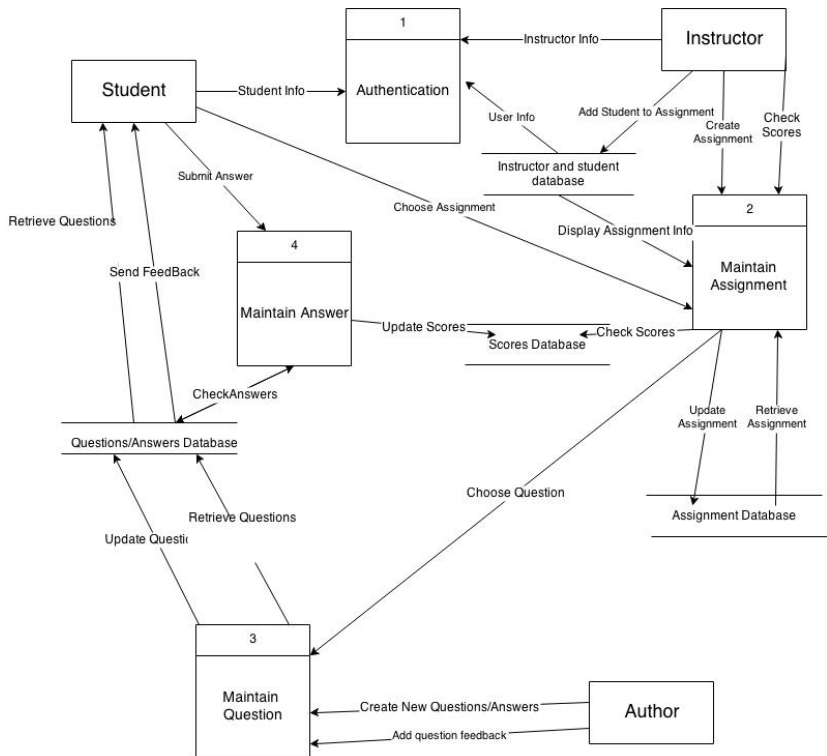 1
Instructor
Instructor Info
Student
Student Info
Authentication
Add Student to Assignment
User Info
Create
Assignment
Check
Scores
Instructor and student
database
Submit Answer
Choose Assignment
2
Retrieve Questions
Display Assignment Info
4
Send FeedBack
Maintain
Assignment
Maintain Answer
Update Scores
Check Scores
Scores Database
CheckAnswers
Update
Assignment
Retrieve
Assignment
Questions/Answers Database
Choose Question
Retrieve Questions
Assignment Database
Update Questi
3
Maintain
Question
Create New Questions/Answers
Author
Add question feedback